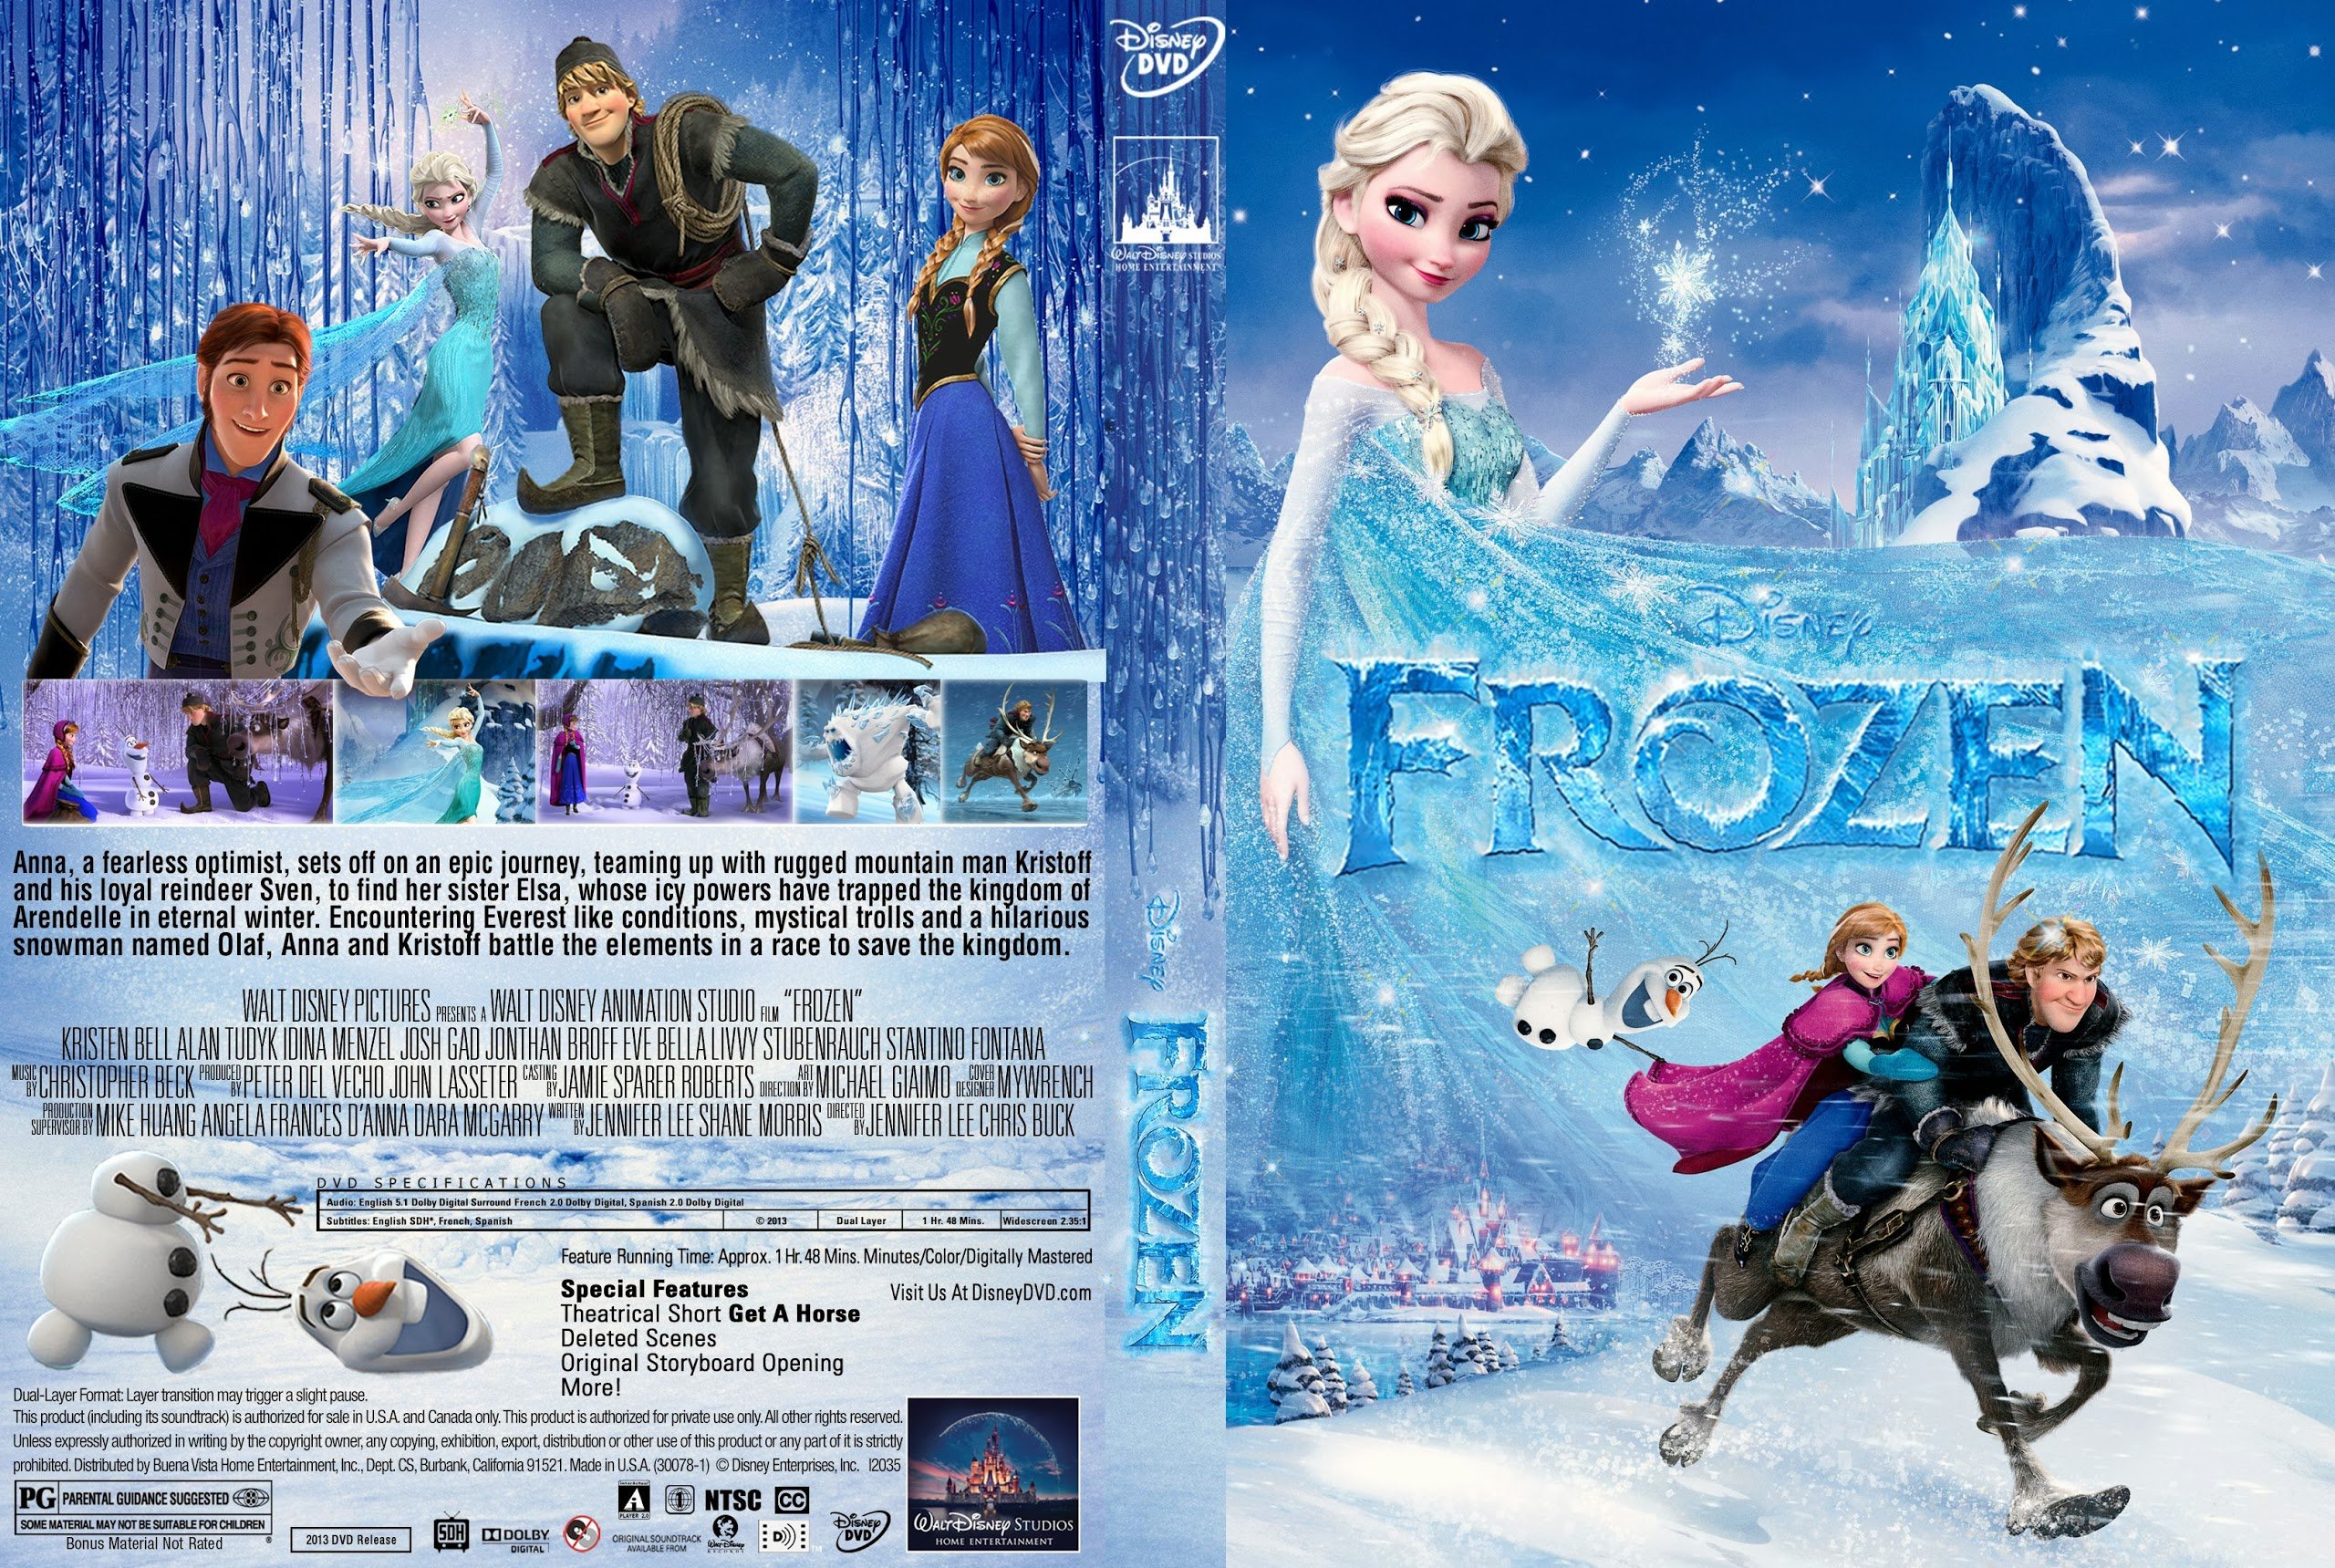 Anna, a fearless optimist, sets off on an epic journey, teaming up with rugged mountain man Kristoff
and his loyal reindeer Sven, to find her sister Elsa, whose icy powers have trapped the kingdom of
Arendelle in eternal winter. Encountering Everest like conditions, mystical trolls and a hilarious
snowman named Olaf, Anna and Kristoff battle the elements in a race to save the kingdom.
WALT DISNEY PICTURES PRESENTS A WALT DISNEY ANIMATION STUDIO FILM “FROZEN”
KRISTEN BELL ALAN TUDYK IDINA MENZEL JOSH GAD JONTHAN BROFF EVE BELLA LIVVY STUBENRAUCH STANTINO FONTANA
MUSIC BY CHRISTOPHER BECK PRODUCED BY PETER DEL VECHO JOHN LASSETER CASTING BY JAMIE SPARER ROBERTS ART DIRECTION BY MICHAEL GIAIMO COVER DESIGNER MYWRENCH
PRODUCTION SUPERVISOR BY MIKE HUANG ANGELA FRANCES D'ANNA DARA MCGARRY WRITTEN BY JENNIFER LEE SHANE MORRIS DIRECTED BY JENNIFER LEE CHRIS BUCK
DVD SPECIFICATIONS
Audio: English 5.1 Dolby Digital Surround French 2.0 Dolby Digital, Spanish 2.0 Dolby Digital
Subtitles: English SDH*, French, Spanish © 2013 Dual Layer 1 Hr. 48 Mins. Widescreen 2.35:1
Feature Running Time: Approx. 1 Hr. 48 Mins. Minutes/Color/Digitally Mastered
Special Features Visit Us At DisneyDVD.com
Theatrical Short Get A Horse
Deleted Scenes
Original Storyboard Opening
More!
Dual-Layer Format: Layer transition may trigger a slight pause.
This product (including its soundtrack) is authorized for sale in U.S.A. and Canada only. This product is authorized for private use only. All other rights reserved.
Unless expressly authorized in writing by the copyright owner, any copying, exhibition, export, distribution or other use of this product or any part of it is strictly
prohibited. Distributed by Buena Vista Home Entertainment, Inc., Dept. CS, Burbank, California 91521. Made in U.S.A. (30078-1) © Disney Enterprises, Inc. I2035
PG PARENTAL GUIDANCE SUGGESTED
SOME MATERIAL MAY NOT BE SUITABLE FOR CHILDREN
Bonus Material Not Rated ®
2013 DVD Release
SDH
DOLBY
DIGITAL
ORIGINAL SOUNDTRACK
AVAILABLE FROM
WALT DISNEY
RECORDS
A
PLAYER 2.0
1
NTSC
CC
D
DISNEY
DVD
WALT DISNEY STUDIOS
HOME ENTERTAINMENT
DISNEY
DVD
WALT DISNEY STUDIOS
HOME ENTERTAINMENT
DISNEY
FROZEN
DISNEY
FROZEN